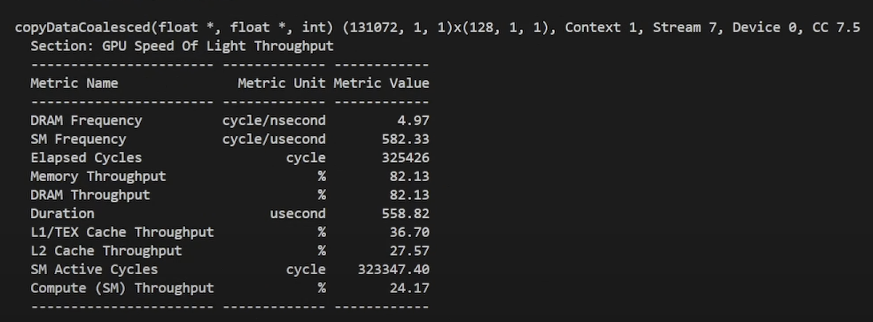 copyDataCoalesced(float *, float *, int) (131072, 1, 1)x(128, 1, 1), Context 1, Stream 7, Device 0, CC 7.5
Section: GPU Speed Of Light Throughput
----------------------- ------------- ------------
Metric Name Metric Unit Metric Value
----------------------- ------------- ------------
DRAM Frequency cycle/nsecond 4.97
SM Frequency cycle/usecond 582.33
Elapsed Cycles cycle 325426
Memory Throughput % 82.13
DRAM Throughput % 82.13
Duration usecond 558.82
L1/TEX Cache Throughput % 36.70
L2 Cache Throughput % 27.57
SM Active Cycles cycle 323347.40
Compute (SM) Throughput % 24.17
----------------------- ------------- ------------